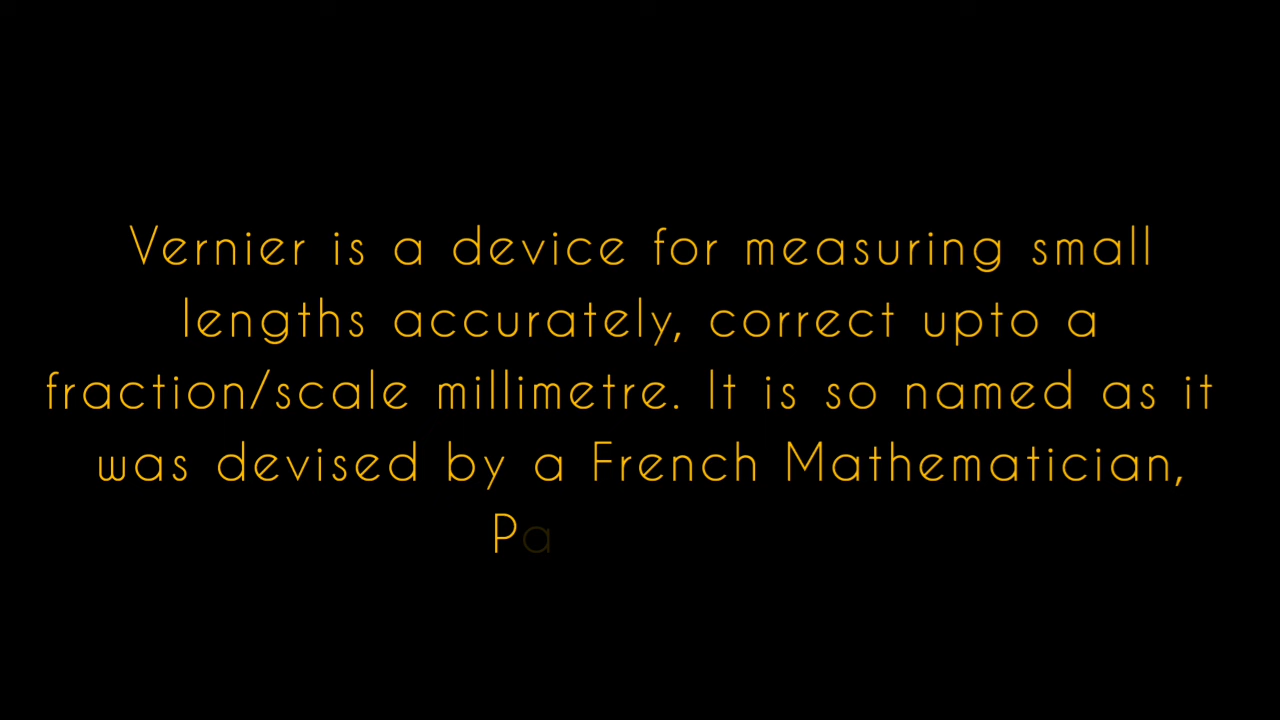 Vernier is a device for measuring small
lengths accurately, correct upto a
fraction/scale millimetre. It is so named as it
was devised by a French Mathematician,
Pa